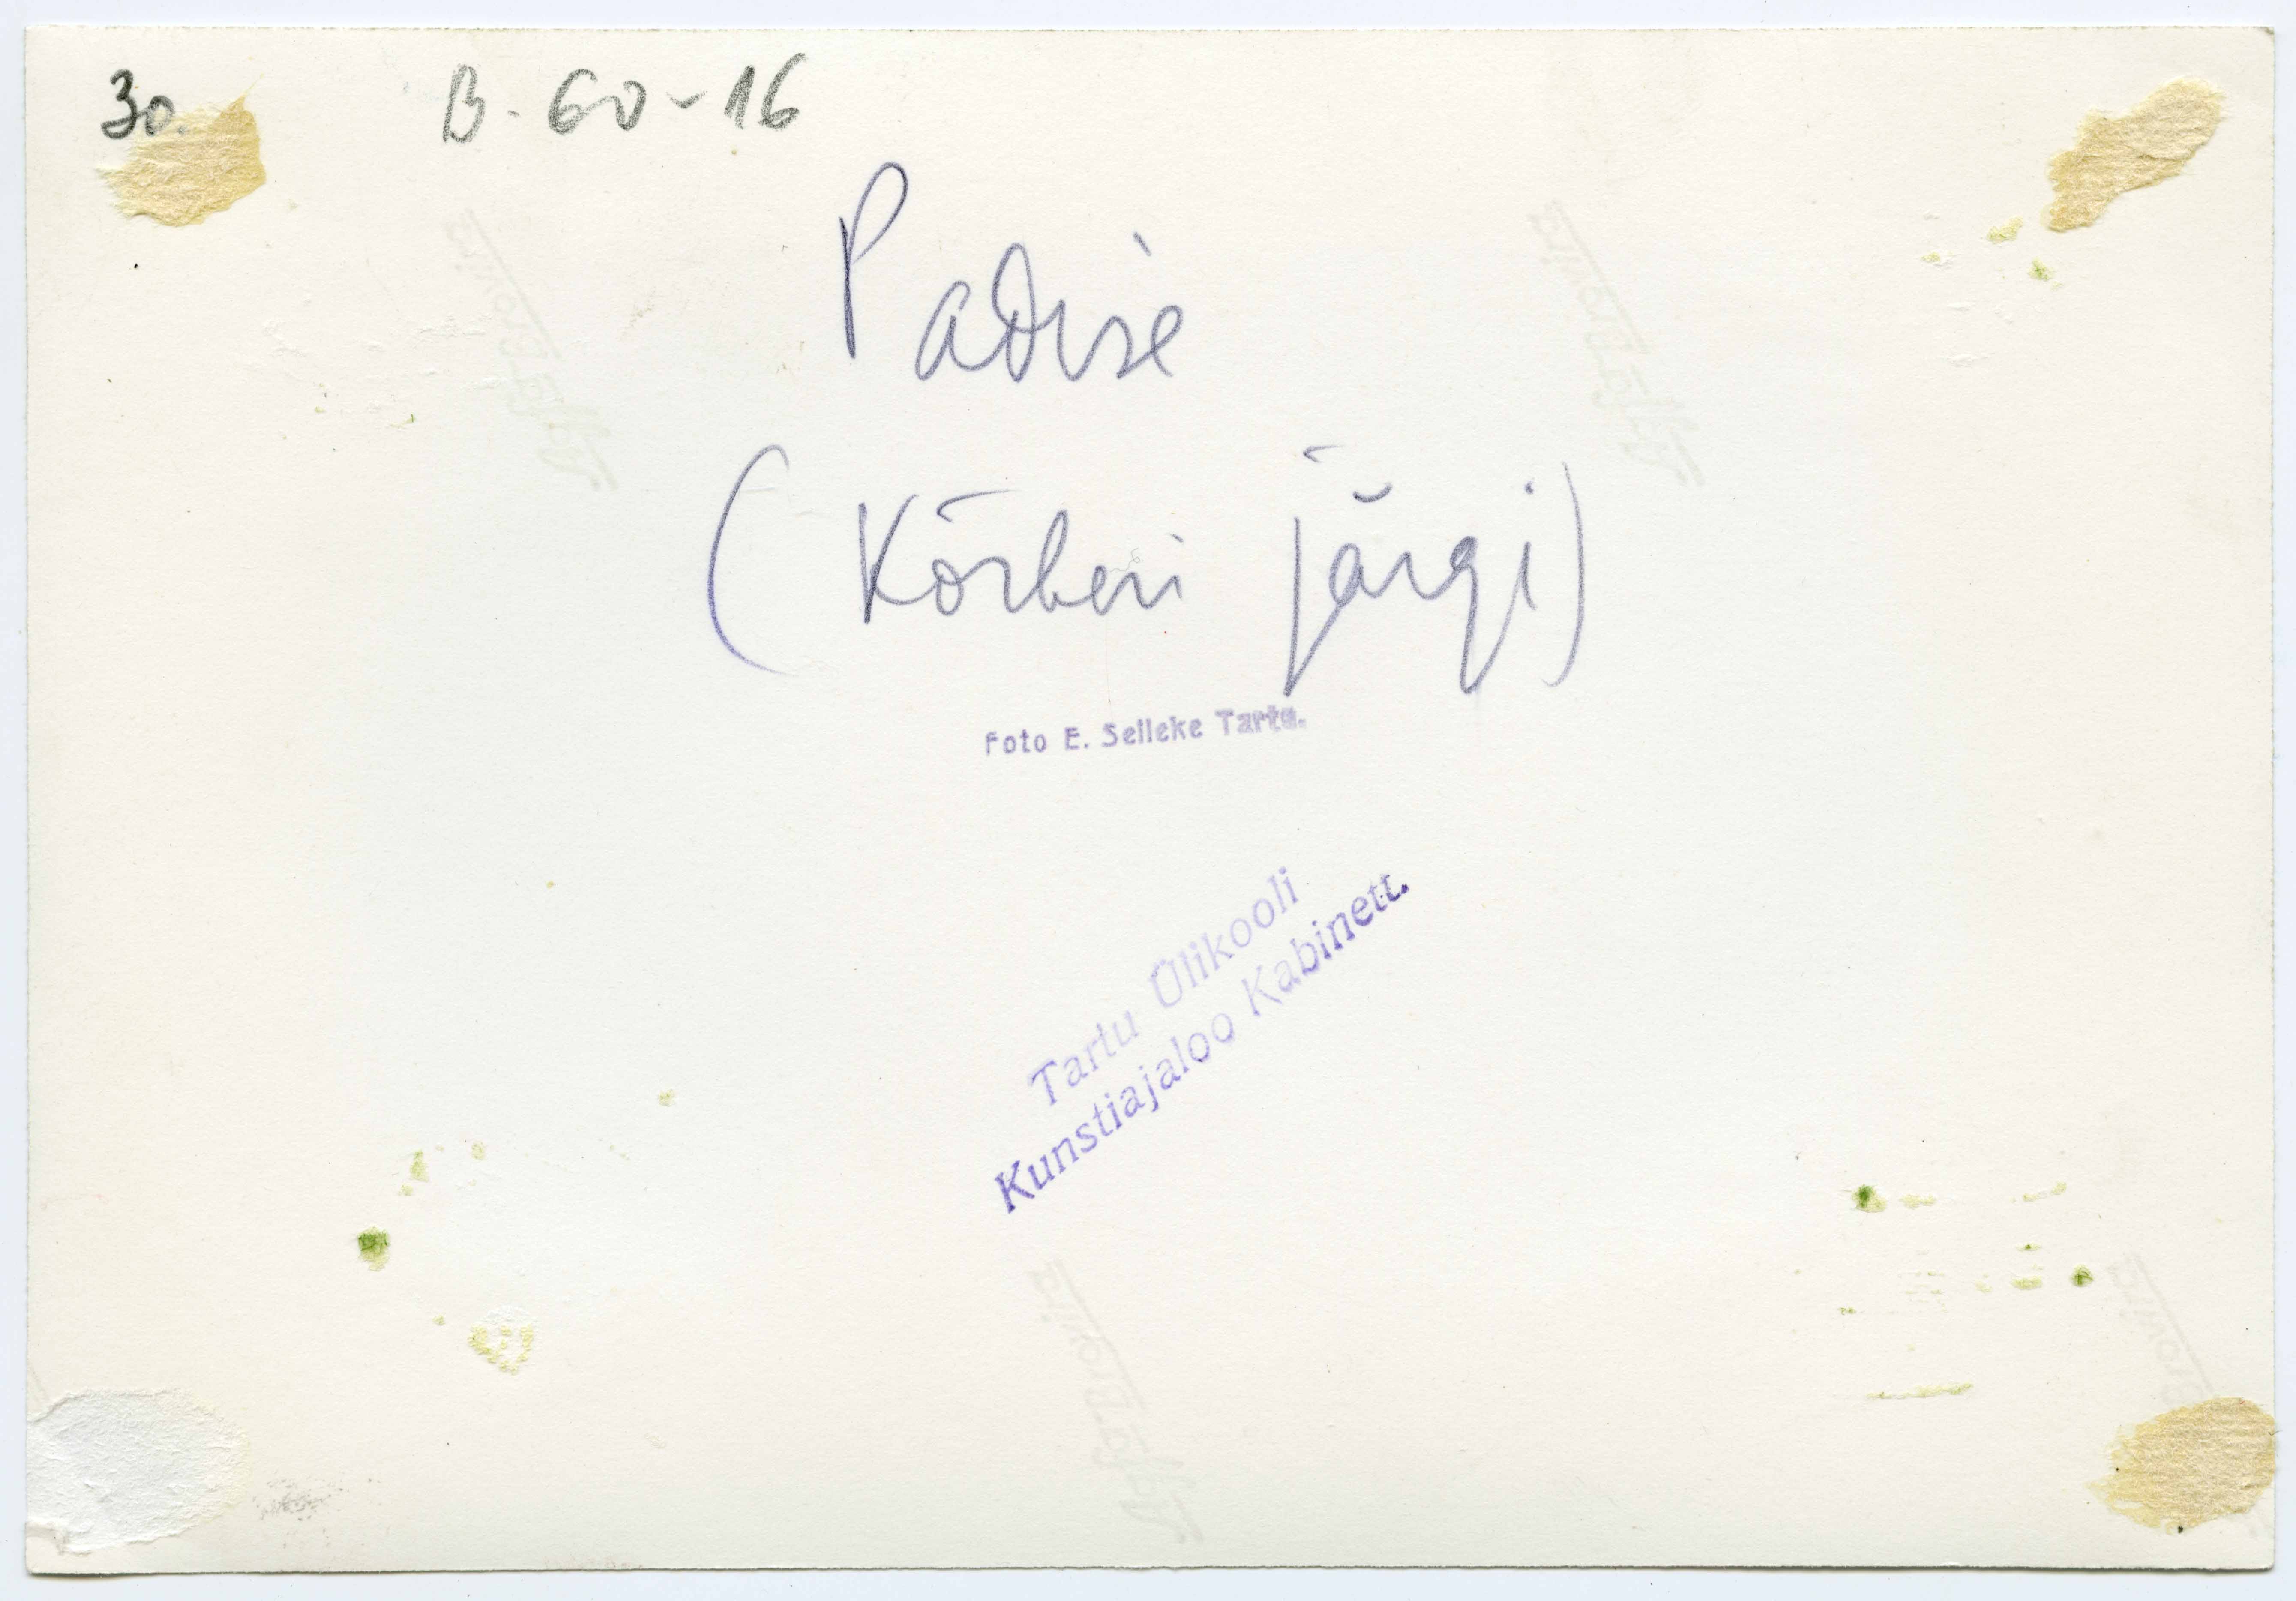 30. B-60-16
Padise
(Kõrberi järgi)
Foto E. Selleke Tartu.
Tartu Ülikooli
Kunstiajaloo Kabinett.